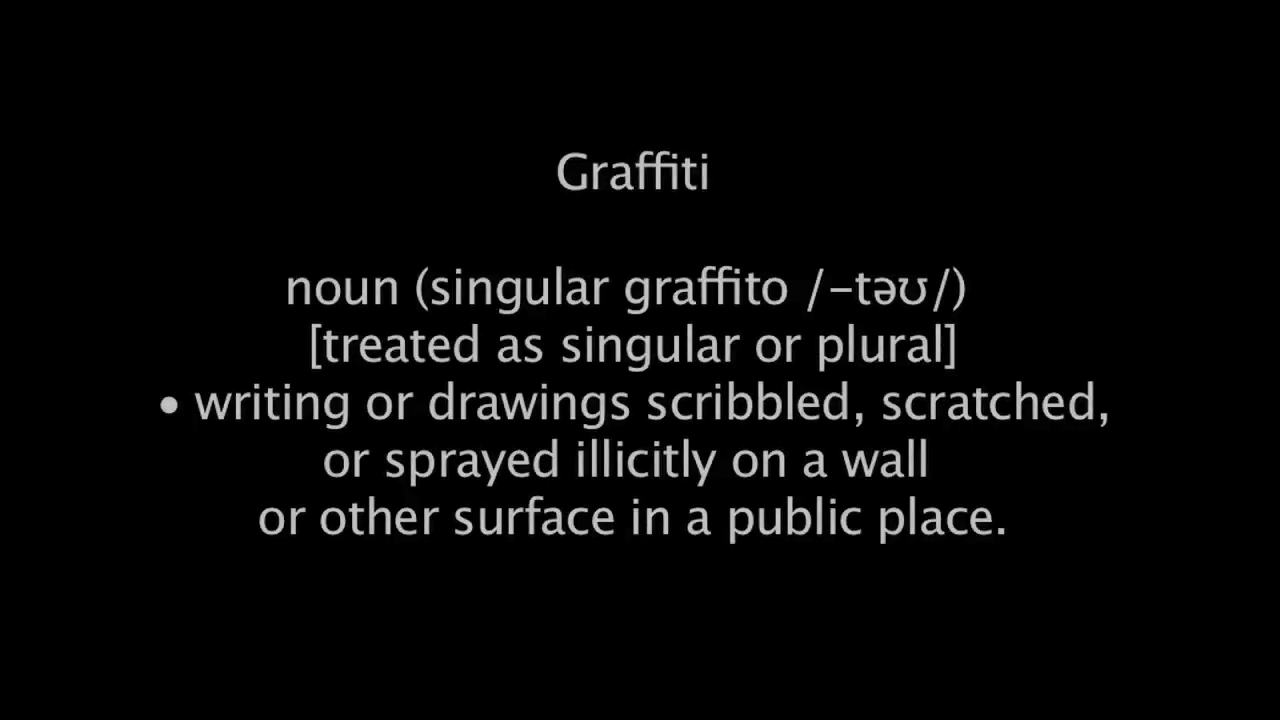 Graffiti
noun (singular graffito /–təʊ/)
[treated as singular or plural]
• writing or drawings scribbled, scratched,
or sprayed illicitly on a wall
or other surface in a public place.